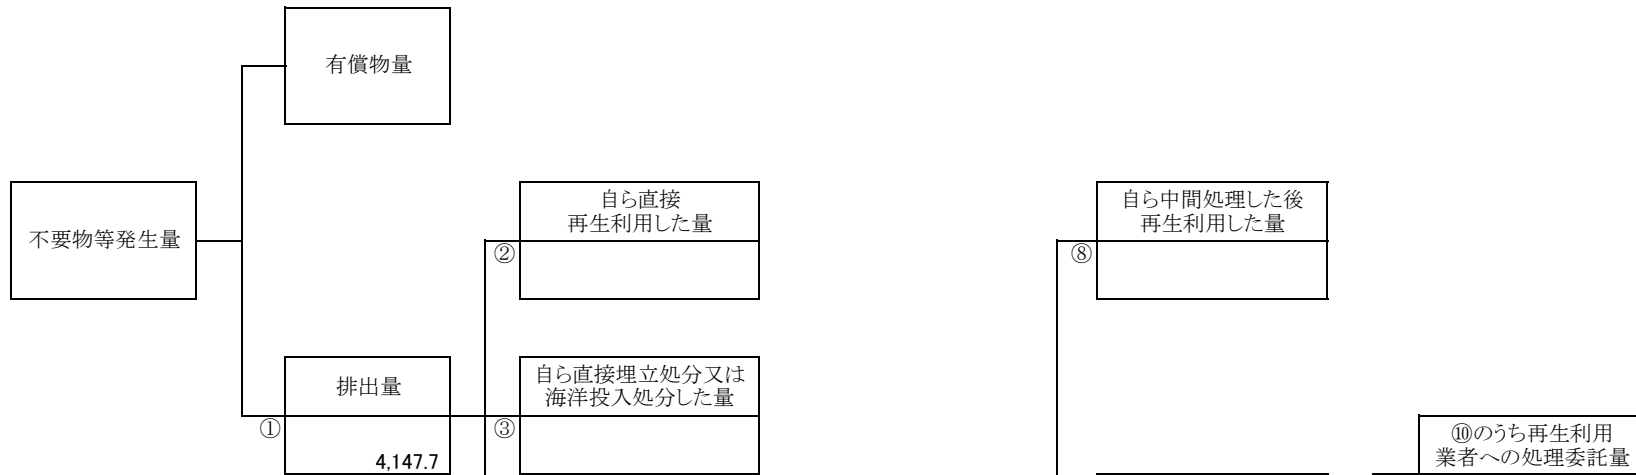 有償物量
不要物等発生量
自ら直接
再生利用した量
②
自ら中間処理した後
再生利用した量
⑧
排出量
①
4,147.7
自ら直接埋立処分又は
海洋投入処分した量
③
⑩のうち再生利用
業者への処理委託量